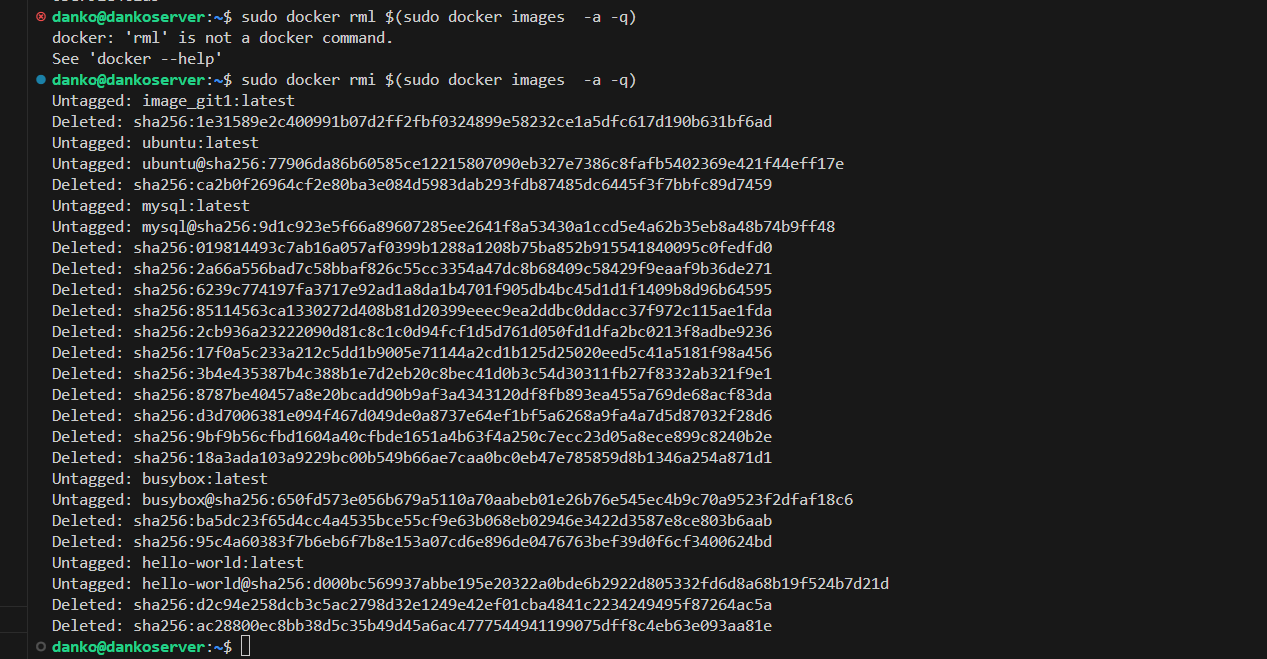 danko@dankoserver:~$ sudo docker rml $(sudo docker images  -a -q)
docker: 'rml' is not a docker command.
See 'docker --help'
danko@dankoserver:~$ sudo docker rmi $(sudo docker images  -a -q)
Untagged: image_git1:latest
Deleted: sha256:1e31589e2c400991b07d2ff2fbf0324899e58232ce1a5dfc617d190b631bf6ad
Untagged: ubuntu:latest
Untagged: ubuntu@sha256:77906da86b60585ce12215807090eb327e7386c8fafb5402369e421f44eff17e
Deleted: sha256:ca2b0f26964cf2e80ba3e084d5983dab293fdb87485dc6445f3f7bbfc89d7459
Untagged: mysql:latest
Untagged: mysql@sha256:9d1c923e5f66a89607285ee2641f8a53430a1ccd5e4a62b35eb8a48b74b9ff48
Deleted: sha256:019814493c7ab16a057af0399b1288a1208b75ba852b915541840095c0fedfd0
Deleted: sha256:2a66a556bad7c58bbaf826c55cc3354a47dc8b68409c58429f9eaaf9b36de271
Deleted: sha256:6239c774197fa3717e92ad1a8da1b4701f905db4bc45d1d1f1409b8d96b64595
Deleted: sha256:85114563ca1330272d408b81d20399eeec9ea2ddbc0ddacc37f972c115ae1fda
Deleted: sha256:2cb936a23222090d81c8c1c0d94fcf1d5d761d050fd1dfa2bc0213f8adbe9236
Deleted: sha256:17f0a5c233a212c5dd1b9005e71144a2cd1b125d25020eed5c41a5181f98a456
Deleted: sha256:3b4e435387b4c388b1e7d2eb20c8bec41d0b3c54d30311fb27f8332ab321f9e1
Deleted: sha256:8787be40457a8e20bcadd90b9af3a4343120df8fb893ea455a769de68acf83da
Deleted: sha256:d3d7006381e094f467d049de0a8737e64ef1bf5a6268a9fa4a7d5d87032f28d6
Deleted: sha256:9bf9b56cfbd1604a40cfbde1651a4b63f4a250c7ecc23d05a8ece899c8240b2e
Deleted: sha256:18a3ada103a9229bc00b549b66ae7caa0bc0eb47e785859d8b1346a254a871d1
Untagged: busybox:latest
Untagged: busybox@sha256:650fd573e056b679a5110a70aabeb01e26b76e545ec4b9c70a9523f2dfaf18c6
Deleted: sha256:ba5dc23f65d4cc4a4535bce55cf9e63b068eb02946e3422d3587e8ce803b6aab
Deleted: sha256:95c4a60383f7b6eb6f7b8e153a07cd6e896de0476763bef39d0f6cf3400624bd
Untagged: hello-world:latest
Untagged: hello-world@sha256:d000bc569937abbe195e20322a0bde6b2922d805332fd6d8a68b19f524b7d21d
Deleted: sha256:d2c94e258dcb3c5ac2798d32e1249e42ef01cba4841c2234249495f87264ac5a
Deleted: sha256:ac28800ec8bb38d5c35b49d45a6ac4777544941199075dff8c4eb63e093aa81e
danko@dankoserver:~$